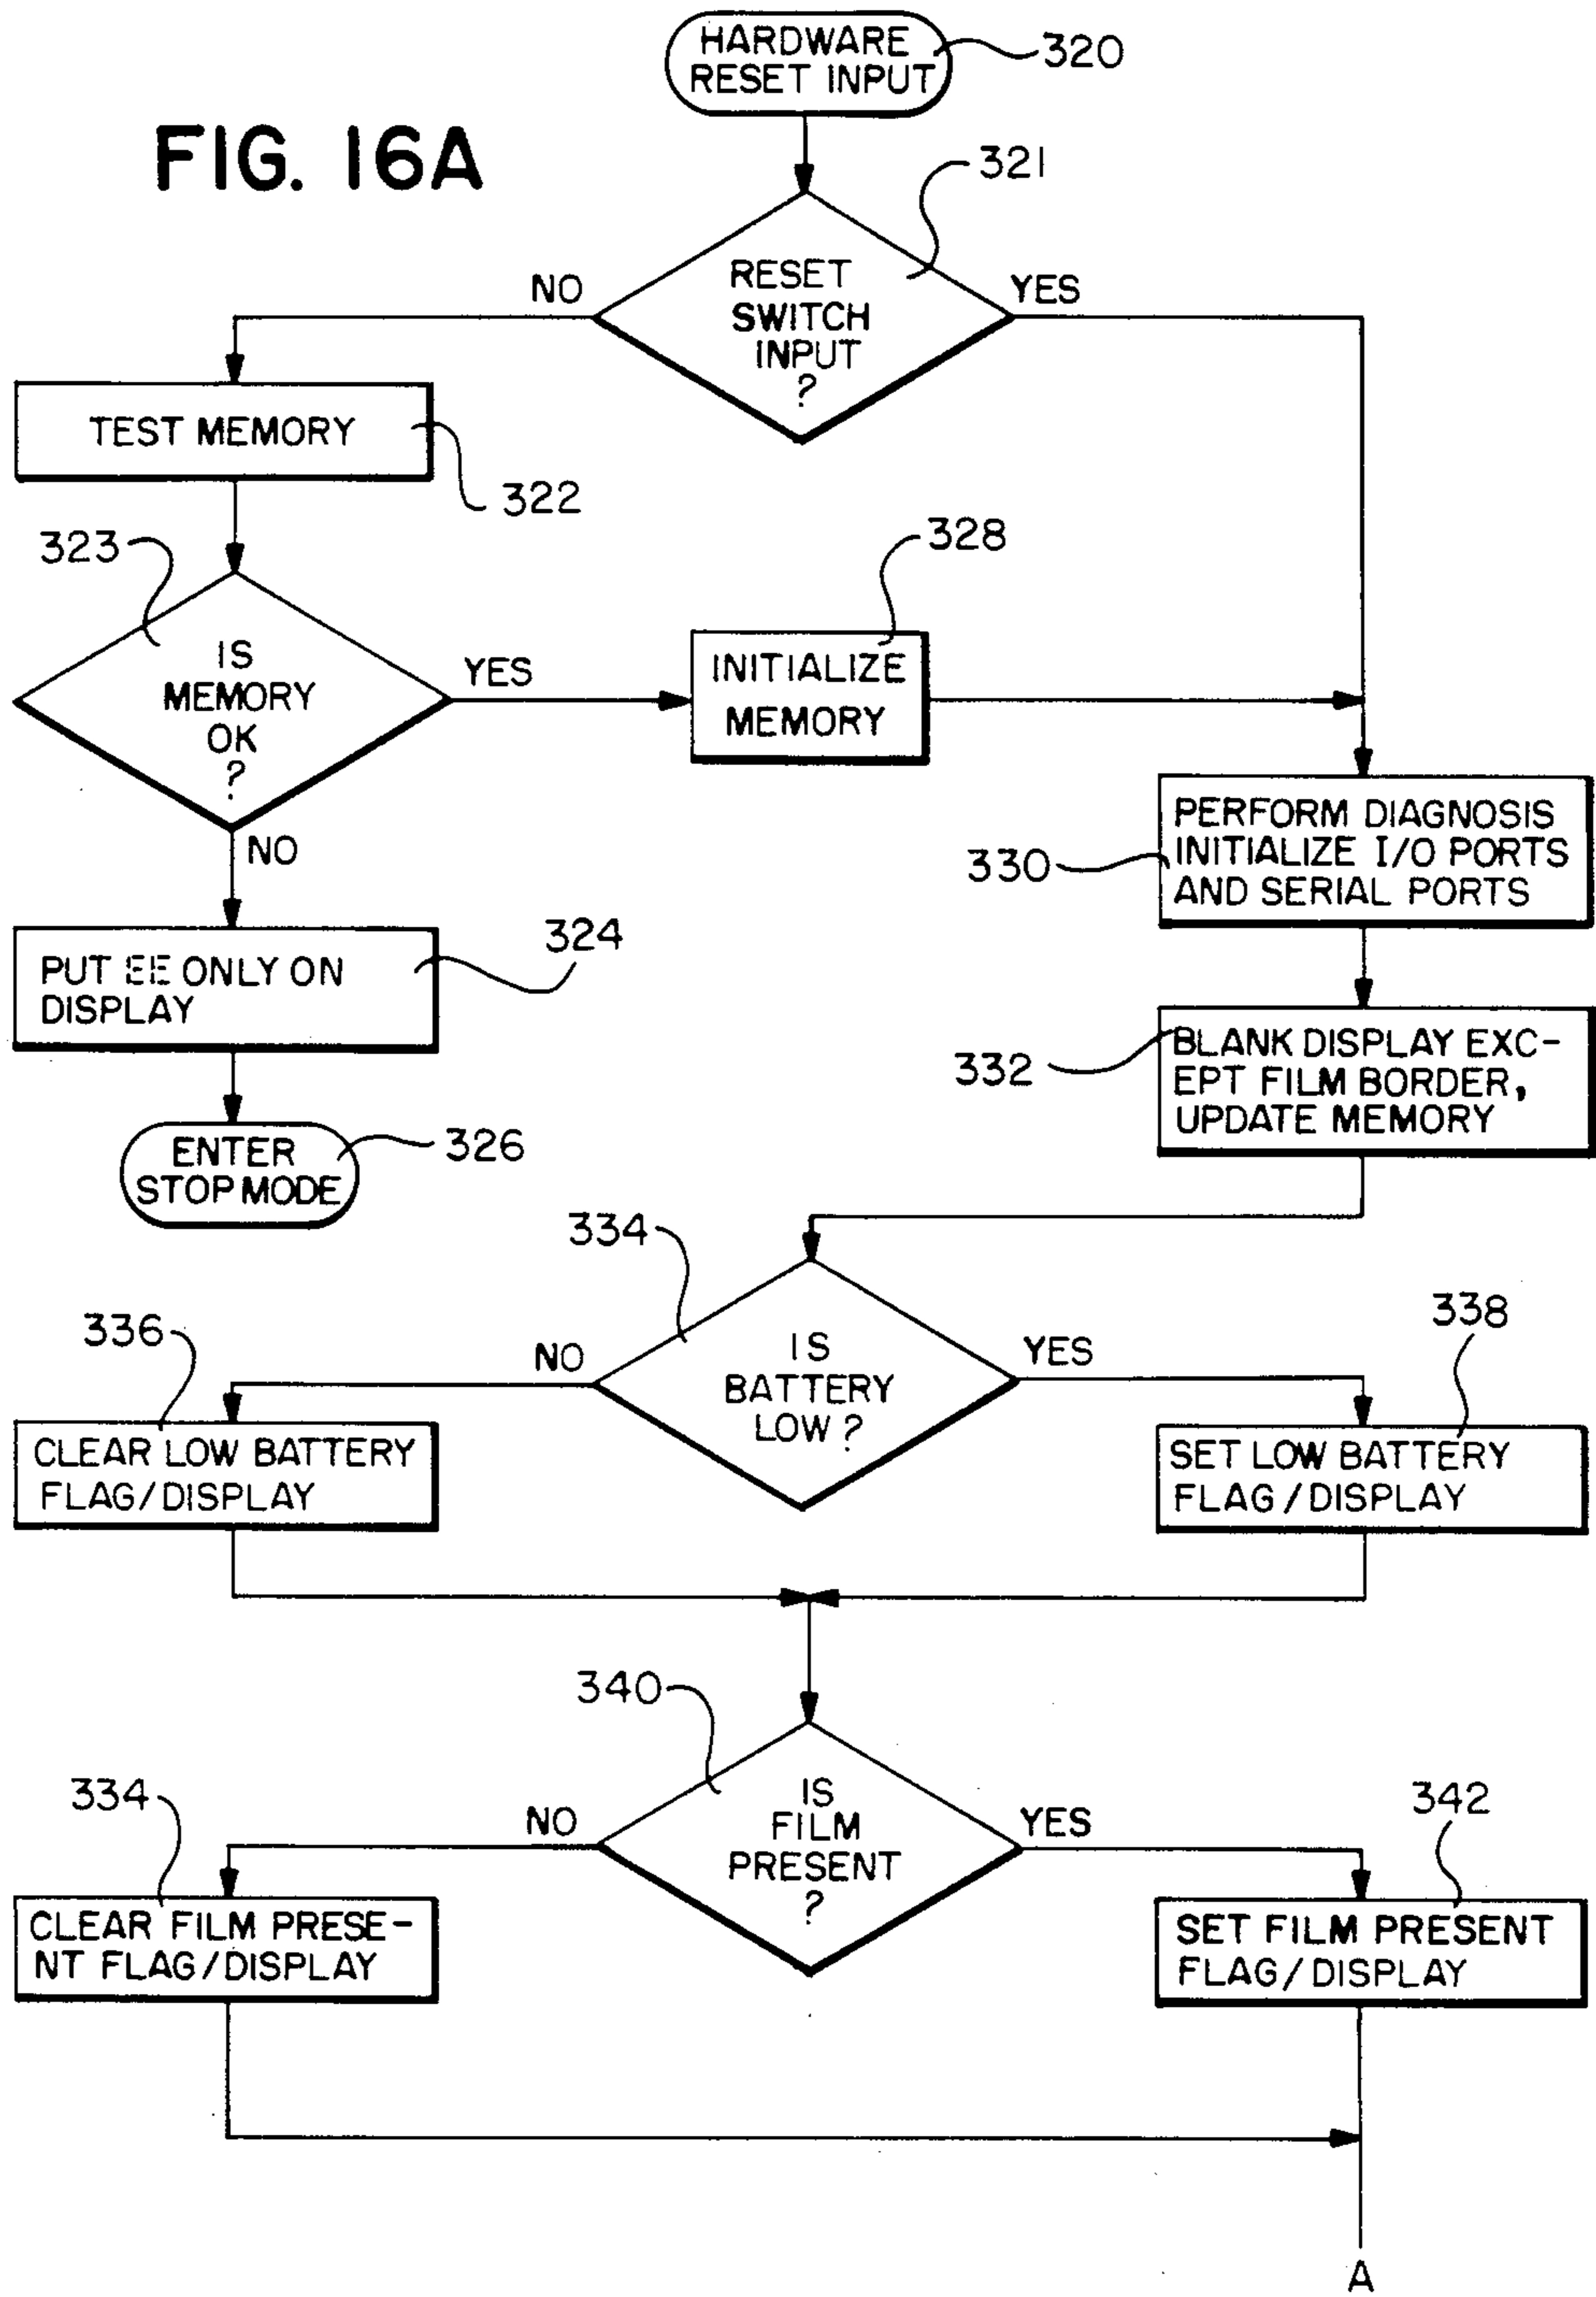 HARDWARE
RESET INPUT
320
FIG. 16A
321
RESET
SWITCH
INPUT
?
NO
YES
TEST MEMORY
322
323
IS
MEMORY
OK
?
YES
NO
328
INITIALIZE
MEMORY
PERFORM DIAGNOSIS
INITIALIZE I/O PORTS
AND SERIAL PORTS
330
324
PUT EE ONLY ON
DISPLAY
BLANK DISPLAY EXC-
EPT FILM BORDER,
UPDATE MEMORY
332
ENTER
STOP MODE
326
334
IS
BATTERY
LOW?
NO
YES
336
CLEAR LOW BATTERY
FLAG/DISPLAY
338
SET LOW BATTERY
FLAG/DISPLAY
340
IS
FILM
PRESENT
?
NO
YES
334
CLEAR FILM PRESE-
NT FLAG/DISPLAY
342
SET FILM PRESENT
FLAG/DISPLAY
A